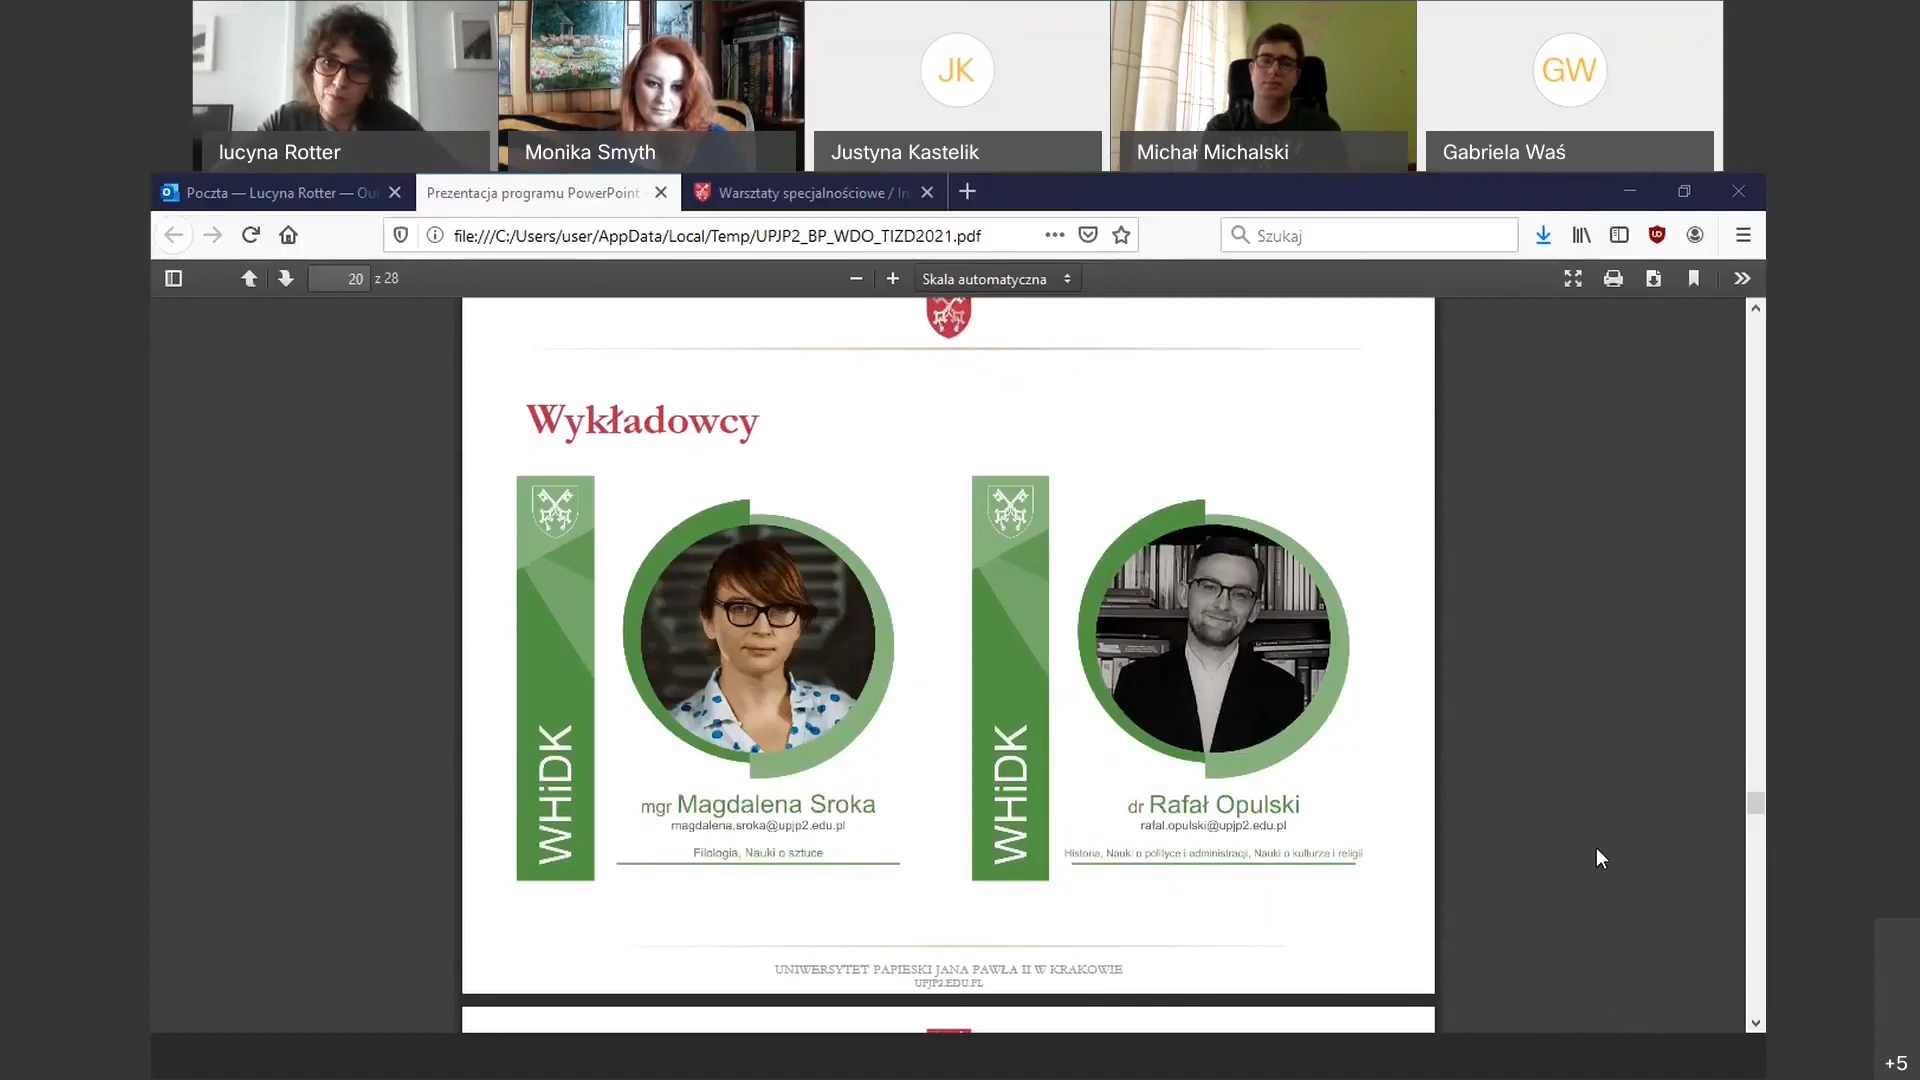 JK
GW
lucyna Rotter
Monika Smyth
Justyna Kastelik
Michał Michalski
Gabriela Waś
Poczta — Lucyna Rotter — Ou
Prezentacja programu PowerPoint
Warsztaty specjalnościowe / In
file:///C:/Users/user/AppData/Local/Temp/UPJP2_BP_WDO_TIZD2021.pdf
Szukaj
20 z 28
Skala automatyczna
Wykładowcy
WHiDK
mgr Magdalena Sroka
magdalena.sroka@upjp2.edu.pl
Filologia, Nauki o sztuce
WHiDK
dr Rafał Opulski
rafal.opulski@upjp2.edu.pl
Historia, Nauki o polityce i administracji, Nauki o kulturze i religii
UNIWERSYTET PAPIESKI JANA PAWŁA II W KRAKOWIE
UPJP2.EDU.PL
+5